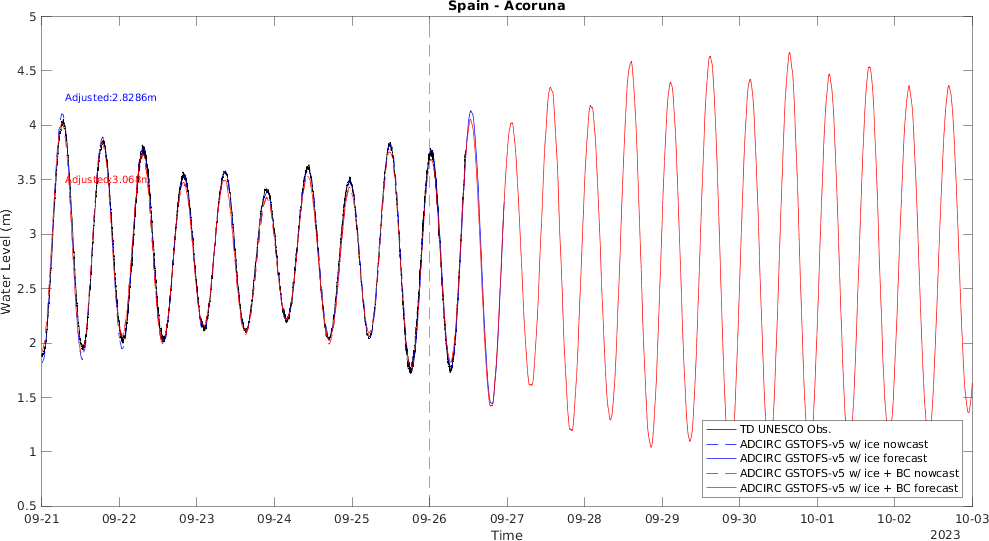 Spain - Acoruna
5
4.5
4
3.5
3
2.5
2
1.5
1
0.5
Water Level (m)
Adjusted:2.8286m
Adjusted:3.068m
TD UNESCO Obs.
ADCIRC GSTOFS-v5 w/ ice nowcast
ADCIRC GSTOFS-v5 w/ ice forecast
ADCIRC GSTOFS-v5 w/ ice + BC nowcast
ADCIRC GSTOFS-v5 w/ ice + BC forecast
09-21 09-22 09-23 09-24 09-25 09-26 09-27 09-28 09-29 09-30 10-01 10-02 10-03
Time
2023